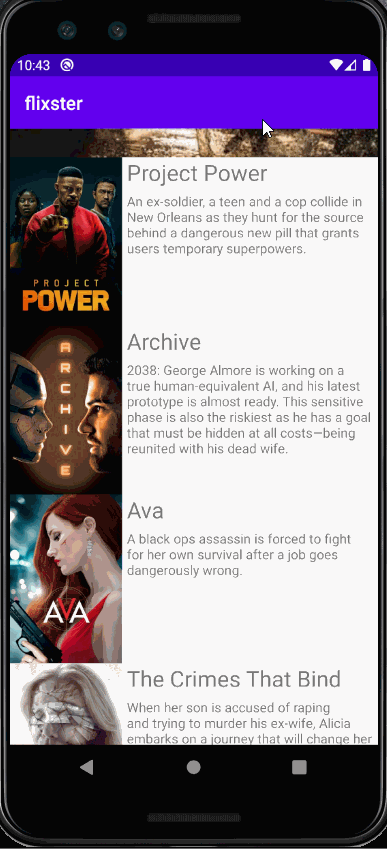 10:43
flixster
Project Power
An ex-soldier, a teen and a cop collide in
New Orleans as they hunt for the source
behind a dangerous new pill that grants
users temporary superpowers.
PROJECT
POWER
Archive
2038: George Almore is working on a
true human-equivalent AI, and his latest
prototype is almost ready. This sensitive
phase is also the riskiest as he has a goal
that must be hidden at all costs—being
reunited with his dead wife.
ARCHIVE
Ava
A black ops assassin is forced to fight
for her own survival after a job goes
dangerously wrong.
AVA
The Crimes That Bind
When her son is accused of raping
and trying to murder his ex-wife, Alicia
embarks on a journey that will change her